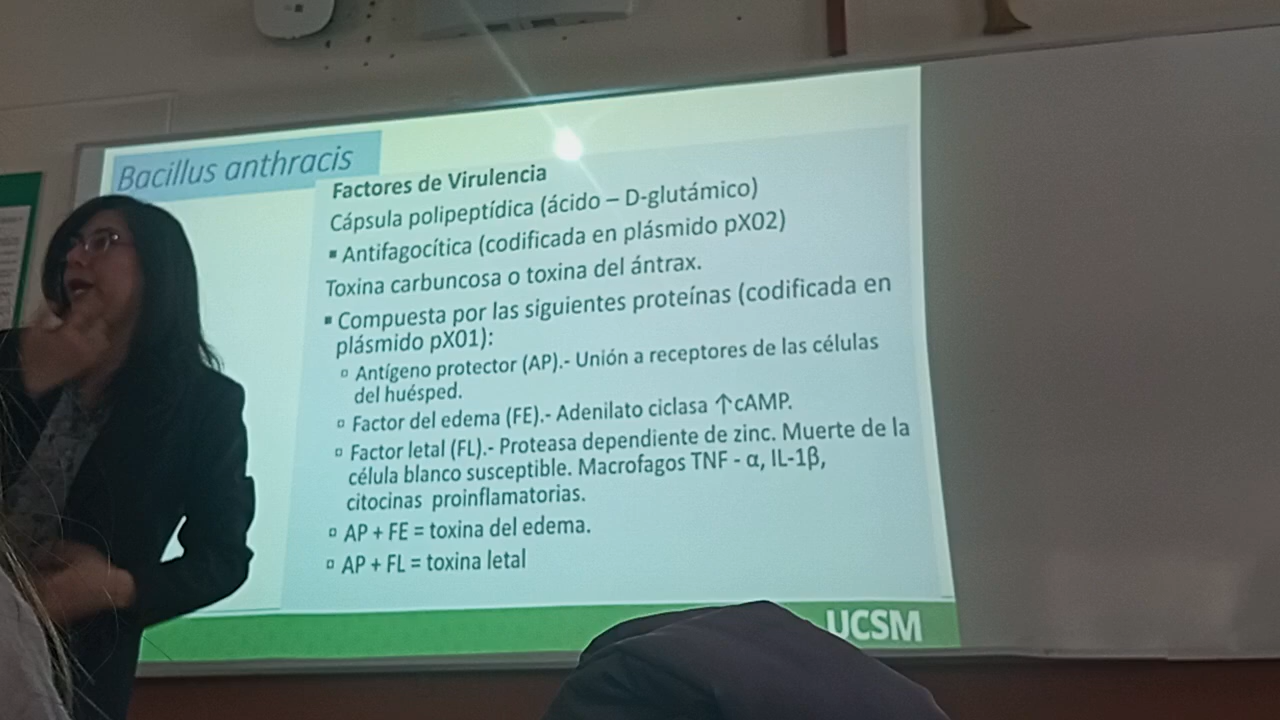 Bacillus anthracis
Factores de Virulencia
Cápsula polipeptídica (ácido – D-glutámico)
▪ Antifagocítica (codificada en plásmido pX02)
Toxina carbuncosa o toxina del ántrax.
▪ Compuesta por las siguientes proteínas (codificada en
plásmido pX01):
▫ Antígeno protector (AP).- Unión a receptores de las células
del huésped.
▫ Factor del edema (FE).- Adenilato ciclasa ↑cAMP.
▫ Factor letal (FL).- Proteasa dependiente de zinc. Muerte de la
célula blanco susceptible. Macrofagos TNF - α, IL-1β,
citocinas proinflamatorias.
▫ AP + FE = toxina del edema.
▫ AP + FL = toxina letal
UCSM